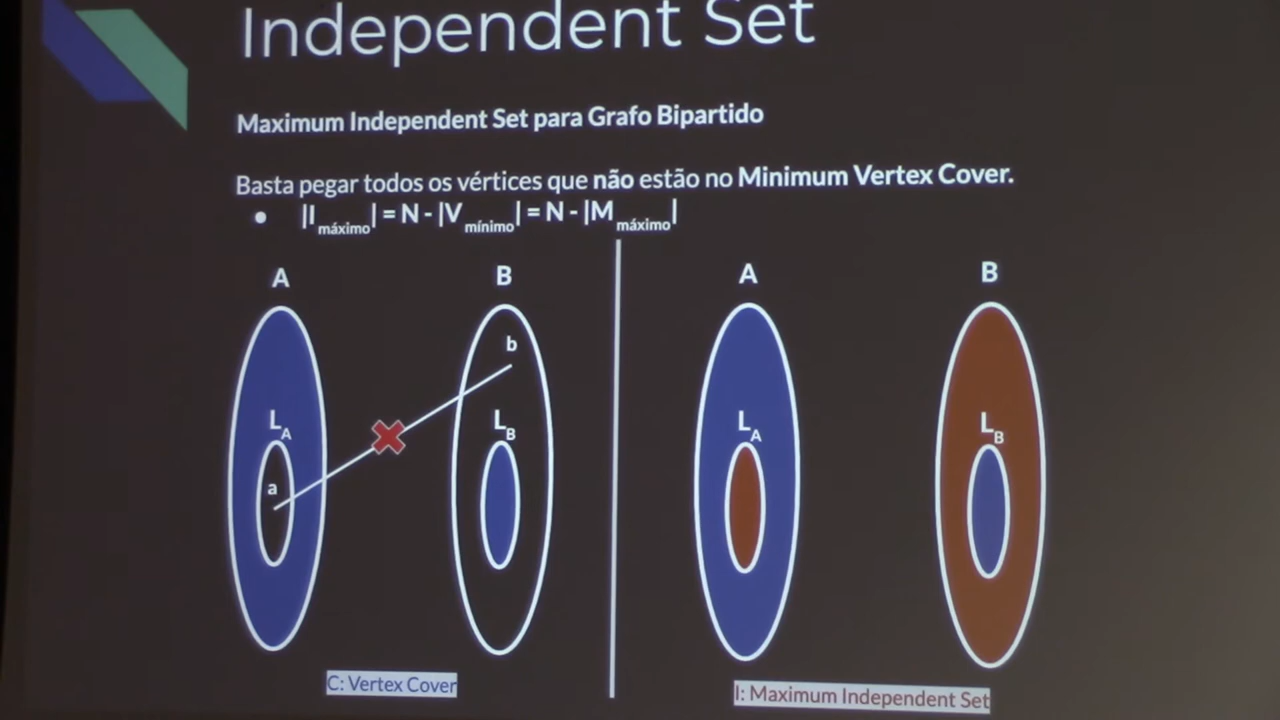 Independent Set
Maximum Independent Set para Grafo Bipartido
Basta pegar todos os vértices que não estão no Minimum Vertex Cover.
● |I máximo| = N - |V mínimo| = N - |M máximo|
A B A B
b
L A L B L A L B
a
C: Vertex Cover
I: Maximum Independent Set